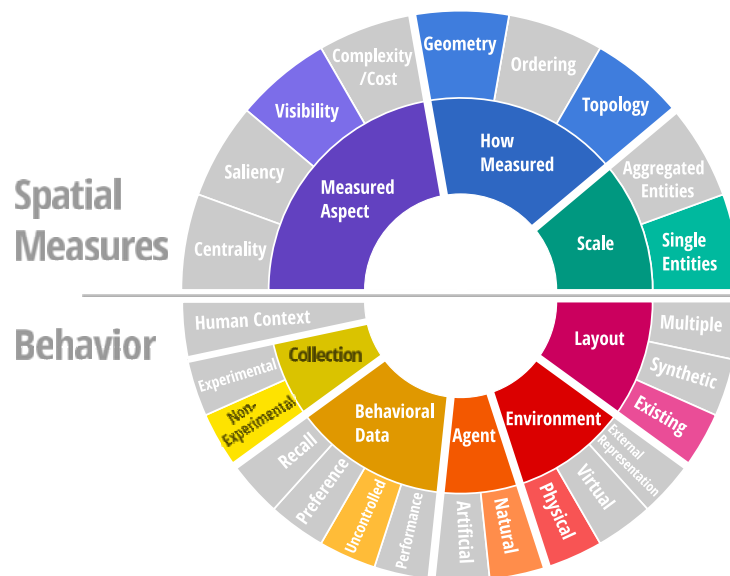 Spatial
Measures
Behavior
Centrality
Saliency
Visibility
Complexity
/Cost
Measured
Aspect
Geometry
Ordering
Topology
How
Measured
Aggregated
Entities
Single
Entities
Scale
Human Context
Experimental
Non-
Experimental
Collection
Recall
Preference
Uncontrolled
Performance
Behavioral
Data
Artificial
Natural
Agent
Physical
Virtual
External
Representation
Environment
Existing
Synthetic
Multiple
Layout